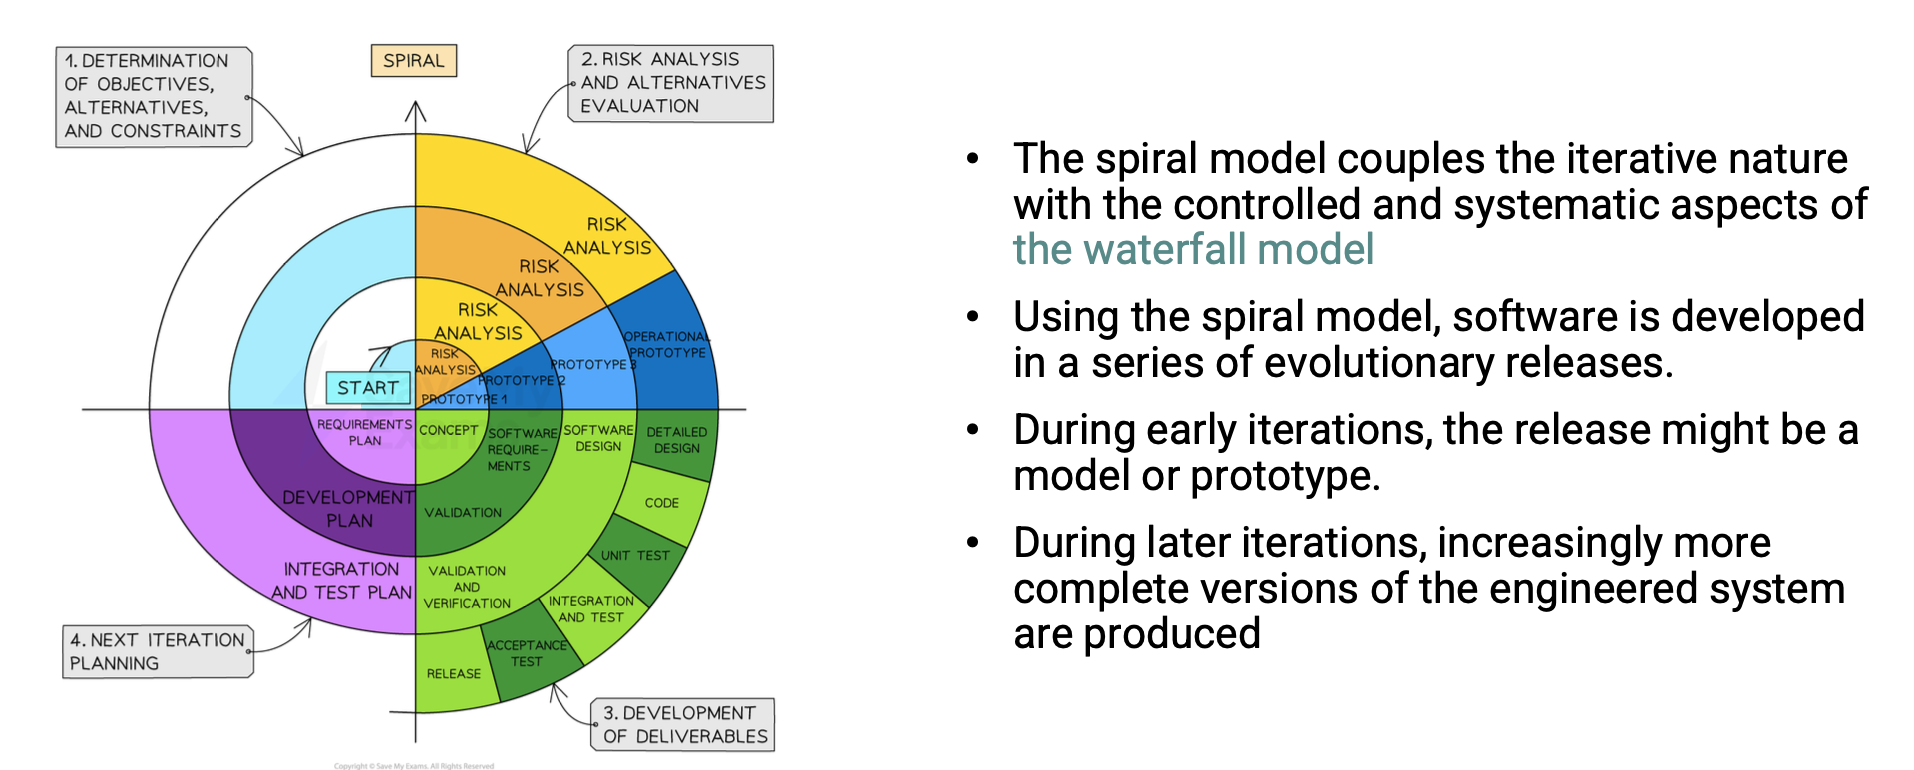 SPIRAL
1. DETERMINATION
OF OBJECTIVES,
ALTERNATIVES,
AND CONSTRAINTS
2. RISK ANALYSIS
AND ALTERNATIVES
EVALUATION
RISK
ANALYSIS
RISK
ANALYSIS
RISK
ANALYSIS
RISK
ANALYSIS
START
PROTOTYPE 1
PROTOTYPE 2
PROTOTYPE 3
OPERATIONAL
PROTOTYPE
REQUIREMENTS
PLAN
CONCEPT
SOFTWARE
REQUIRE-
MENTS
SOFTWARE
DESIGN
DETAILED
DESIGN
CODE
UNIT TEST
INTEGRATION
AND TEST
ACCEPTANCE
TEST
RELEASE
DEVELOPMENT
PLAN
VALIDATION
INTEGRATION
AND TEST PLAN
VALIDATION
AND
VERIFICATION
4. NEXT ITERATION
PLANNING
3. DEVELOPMENT
OF DELIVERABLES
Copyright © Save My Exams. All Rights Reserved
• The spiral model couples the iterative nature
with the controlled and systematic aspects of
the waterfall model
• Using the spiral model, software is developed
in a series of evolutionary releases.
• During early iterations, the release might be a
model or prototype.
• During later iterations, increasingly more
complete versions of the engineered system
are produced